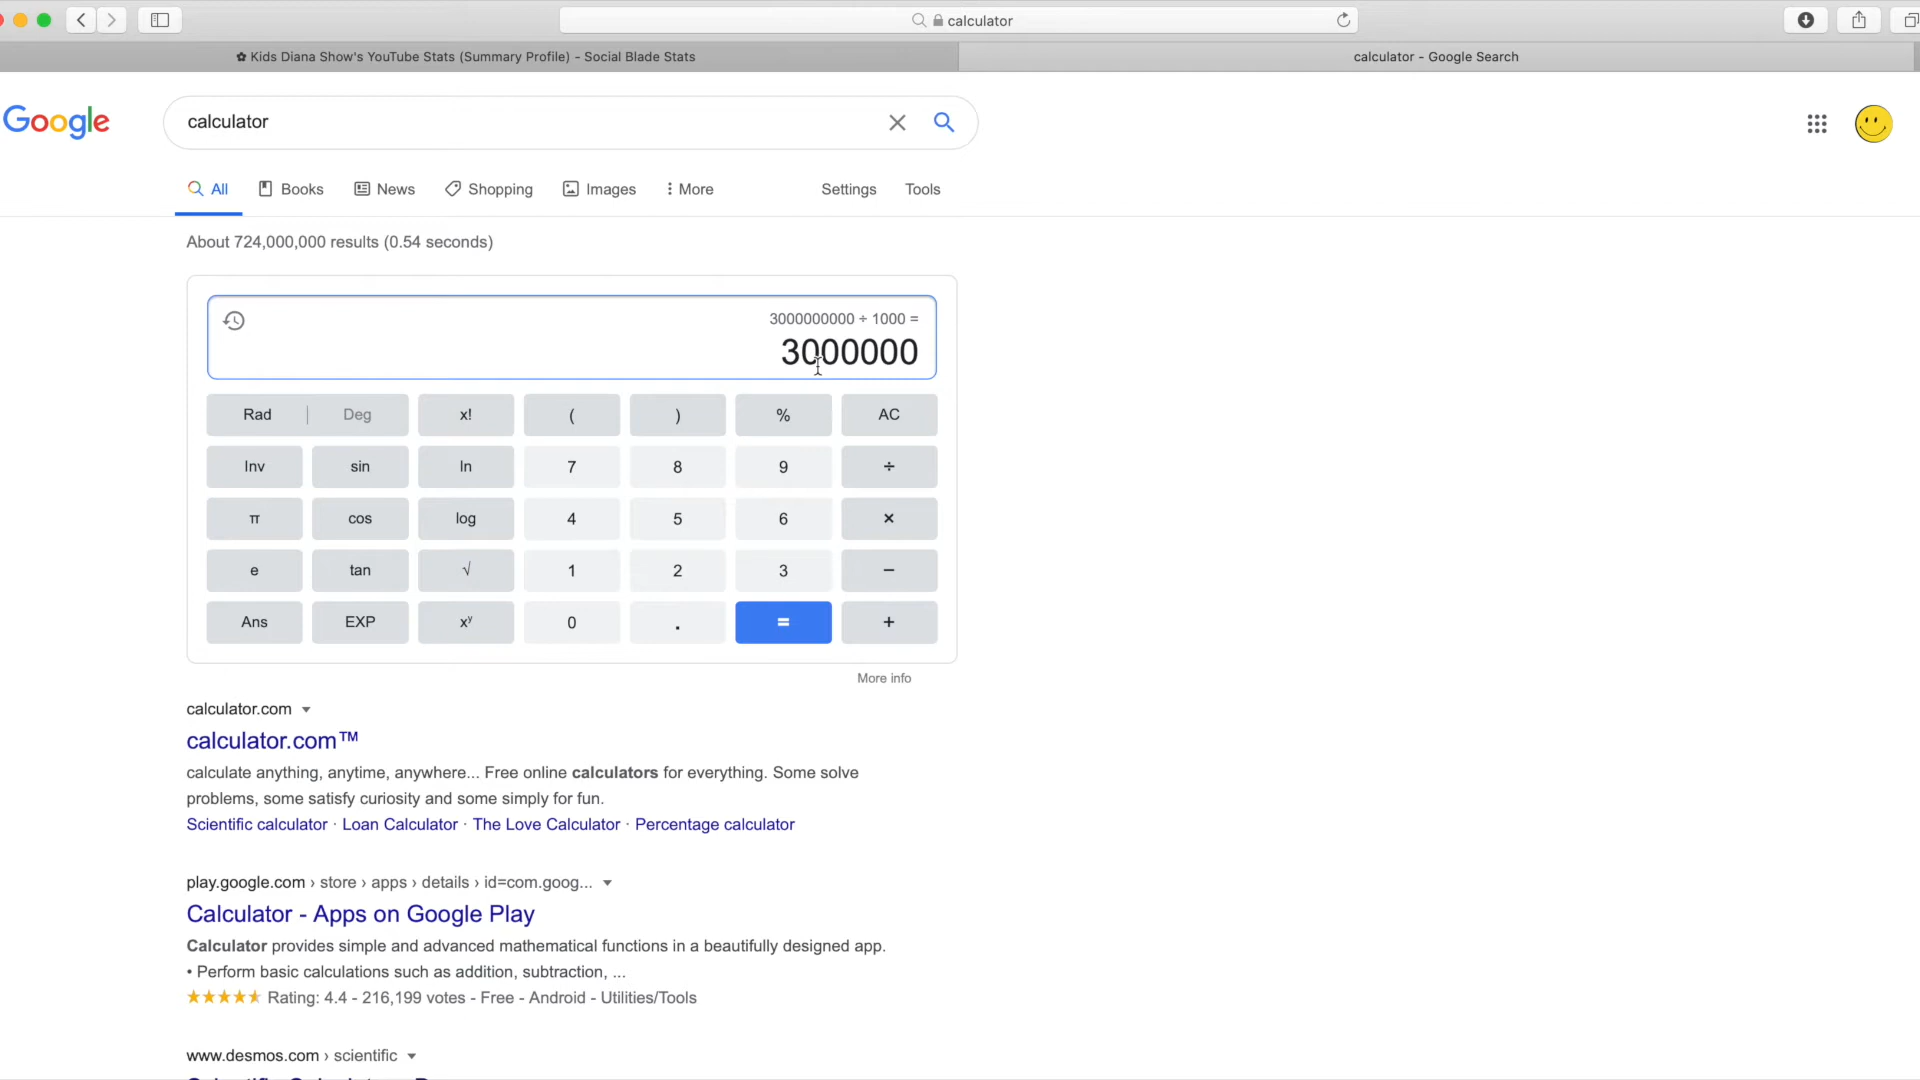 calculator
✿ Kids Diana Show's YouTube Stats (Summary Profile) - Social Blade Stats
calculator - Google Search
Google
calculator
All
Books
News
Shopping
Images
More
Settings
Tools
About 724,000,000 results (0.54 seconds)
3000000000 ÷ 1000 =
3000000
Rad | Deg x! ( ) % AC
Inv sin ln 7 8 9 ÷
π cos log 4 5 6 ×
e tan √ 1 2 3 −
Ans EXP xʸ 0 . = +
More info
calculator.com
calculator.com™
calculate anything, anytime, anywhere... Free online calculators for everything. Some solve
problems, some satisfy curiosity and some simply for fun.
Scientific calculator · Loan Calculator · The Love Calculator · Percentage calculator
play.google.com › store › apps › details › id=com.goog...
Calculator - Apps on Google Play
Calculator provides simple and advanced mathematical functions in a beautifully designed app.
• Perform basic calculations such as addition, subtraction, ...
Rating: 4.4 - 216,199 votes - Free - Android - Utilities/Tools
www.desmos.com › scientific